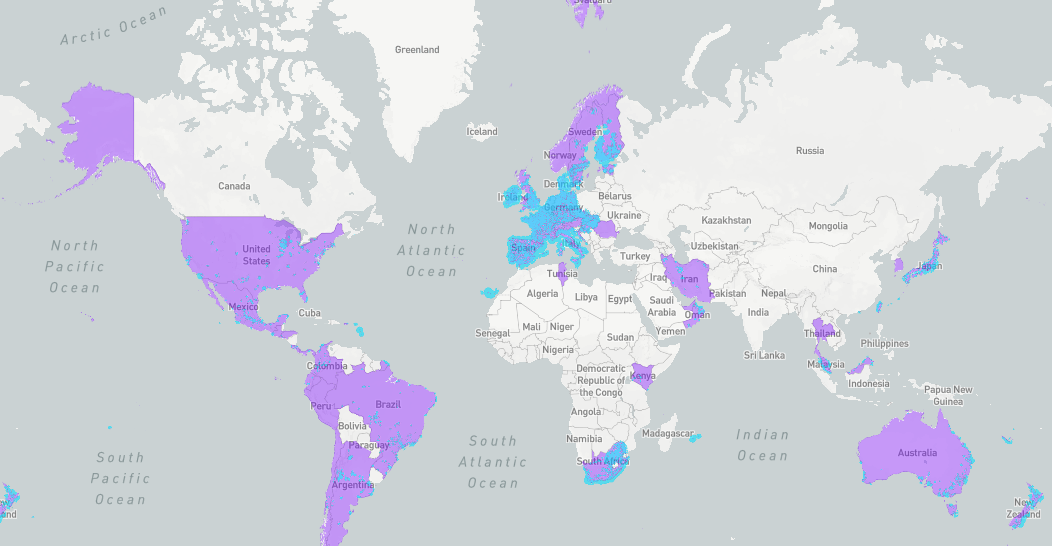 Svalbard
Arctic Ocean
Greenland
Iceland
Sweden
Norway
Russia
Canada
Denmark
Ireland
Germany
Belarus
Ukraine
Kazakhstan
Mongolia
North
Pacific
Ocean
United
States
North
Atlantic
Ocean
Spain
Italy
Turkey
Uzbekistan
China
Japan
Tunisia
Iraq
Iran
Mexico
Cuba
Algeria
Libya
Egypt
Saudi
Arabia
Pakistan
Nepal
Oman
India
Yemen
Senegal
Mali
Niger
Sudan
Thailand
Philippines
Nigeria
Sri Lanka
Colombia
Democratic
Republic of
the Congo
Kenya
Malaysia
Indonesia
Papua New
Guinea
Peru
Brazil
Bolivia
Angola
Paraguay
Namibia
Madagascar
South
Pacific
Ocean
South
Atlantic
Ocean
Indian
Ocean
South Africa
Australia
Argentina
New
Zealand
and